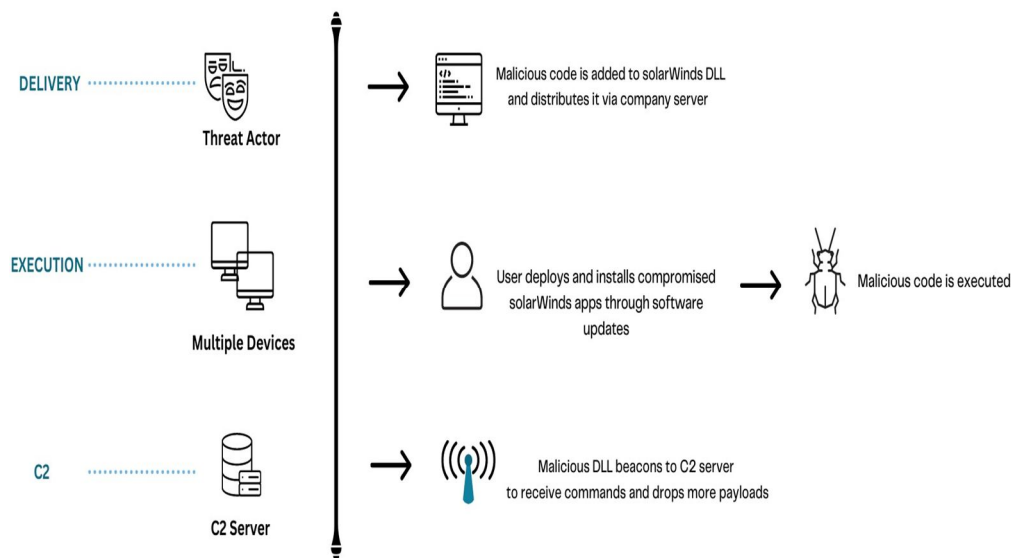 DELIVERY
Threat Actor
Malicious code is added to solarWinds DLL
and distributes it via company server
EXECUTION
Multiple Devices
User deploys and installs compromised
solarWinds apps through software
updates
Malicious code is executed
C2
C2 Server
Malicious DLL beacons to C2 server
to receive commands and drops more payloads